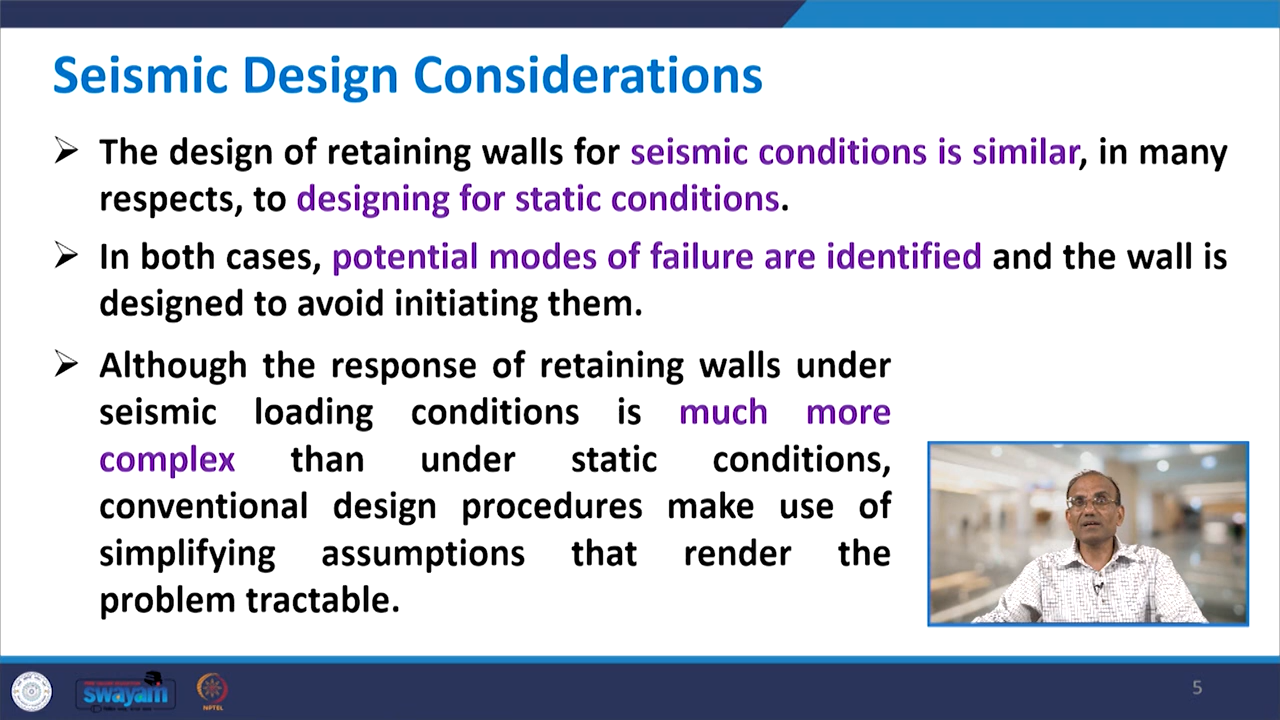 Seismic Design Considerations
➢ The design of retaining walls for seismic conditions is similar, in many
respects, to designing for static conditions.
➢ In both cases, potential modes of failure are identified and the wall is
designed to avoid initiating them.
➢ Although the response of retaining walls under
seismic loading conditions is much more
complex than under static conditions,
conventional design procedures make use of
simplifying assumptions that render the
problem tractable.
swayam
NPTEL
5